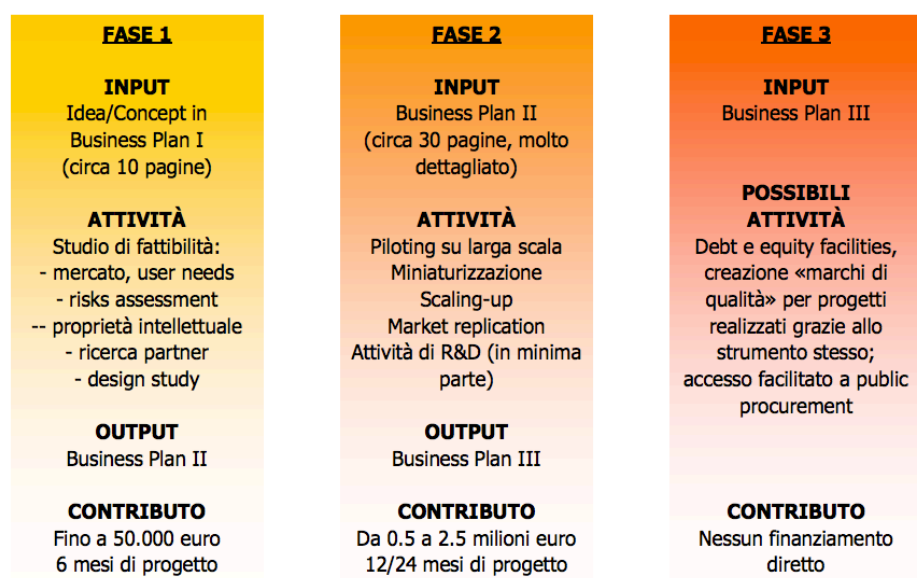 FASE 1
INPUT
Idea/Concept in
Business Plan I
(circa 10 pagine)
ATTIVITÀ
Studio di fattibilità:
- mercato, user needs
- risks assessment
-- proprietà intellettuale
- ricerca partner
- design study
OUTPUT
Business Plan II
CONTRIBUTO
Fino a 50.000 euro
6 mesi di progetto
FASE 2
INPUT
Business Plan II
(circa 30 pagine, molto
dettagliato)
ATTIVITÀ
Piloting su larga scala
Miniaturizzazione
Scaling-up
Market replication
Attività di R&D (in minima
parte)
OUTPUT
Business Plan III
CONTRIBUTO
Da 0.5 a 2.5 milioni euro
12/24 mesi di progetto
FASE 3
INPUT
Business Plan III
POSSIBILI
ATTIVITÀ
Debt e equity facilities,
creazione «marchi di
qualità» per progetti
realizzati grazie allo
strumento stesso;
accesso facilitato a public
procurement
CONTRIBUTO
Nessun finanziamento
diretto